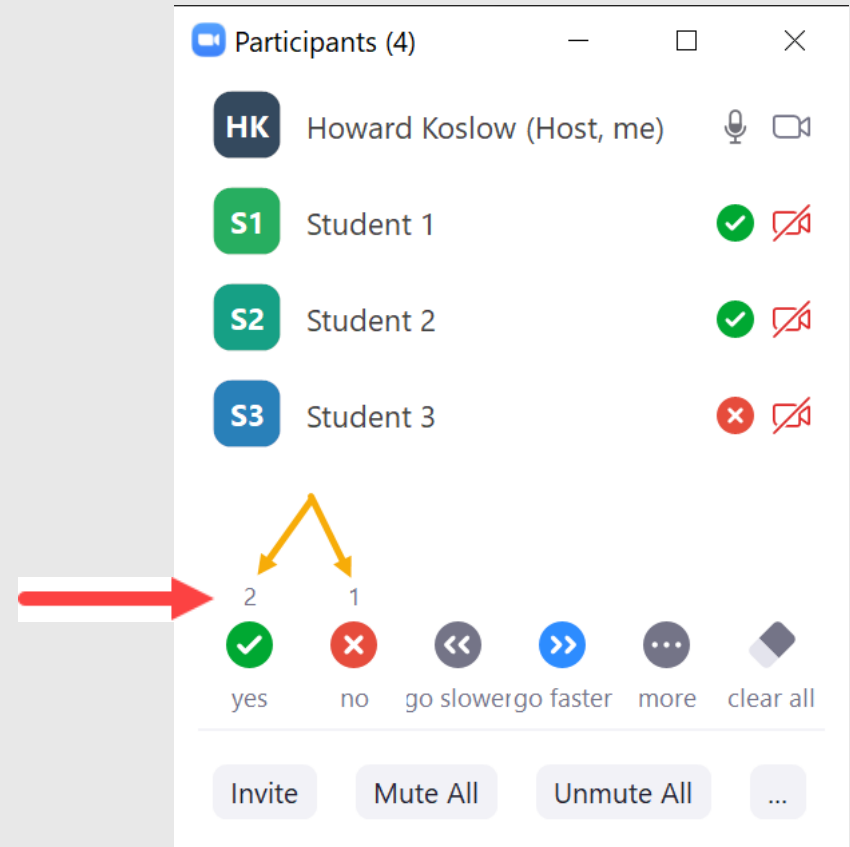 Participants (4)
HK Howard Koslow (Host, me)
S1 Student 1
S2 Student 2
S3 Student 3
2 1
yes no go slower go faster more clear all
Invite Mute All Unmute All ...